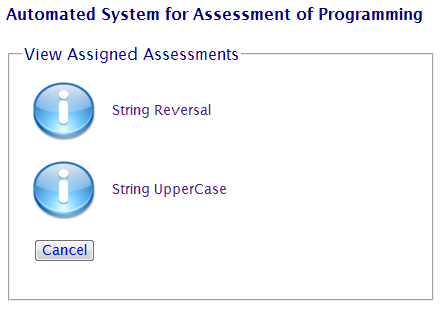 Automated System for Assessment of Programming
View Assigned Assessments
String Reversal
String UpperCase
Cancel